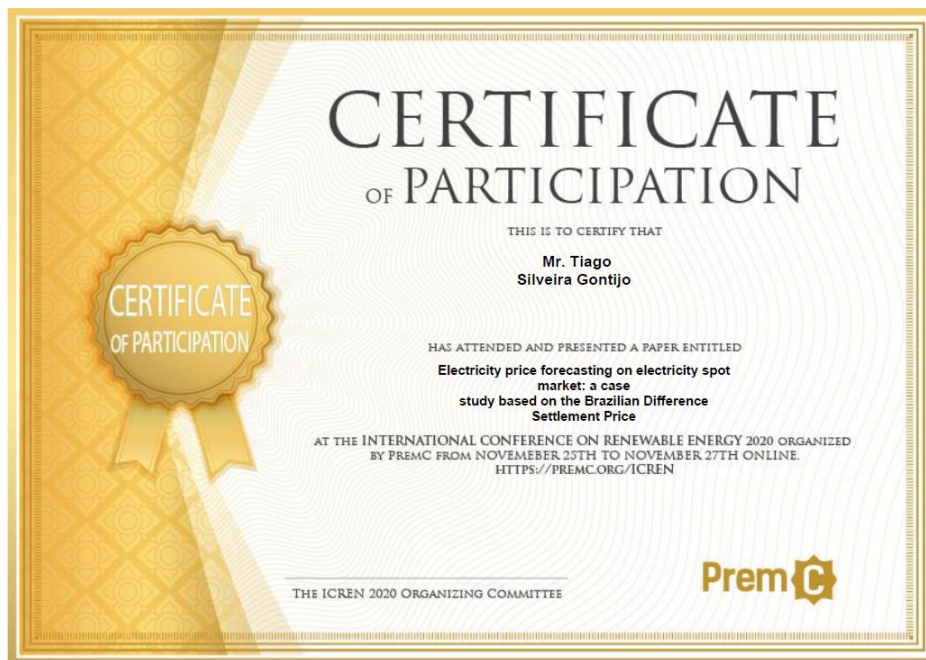 CERTIFICATE
OF PARTICIPATION
THIS IS TO CERTIFY THAT
Mr. Tiago
Silveira Gontijo
CERTIFICATE
OF PARTICIPATION
HAS ATTENDED AND PRESENTED A PAPER ENTITLED
Electricity price forecasting on electricity spot
market: a case
study based on the Brazilian Difference
Settlement Price
AT THE INTERNATIONAL CONFERENCE ON RENEWABLE ENERGY 2020 ORGANIZED
BY PREMC FROM NOVEMEBER 25TH TO NOVEMBER 27TH ONLINE.
HTTPS://PREMC.ORG/ICREN
THE ICREN 2020 ORGANIZING COMMITTEE
PremC